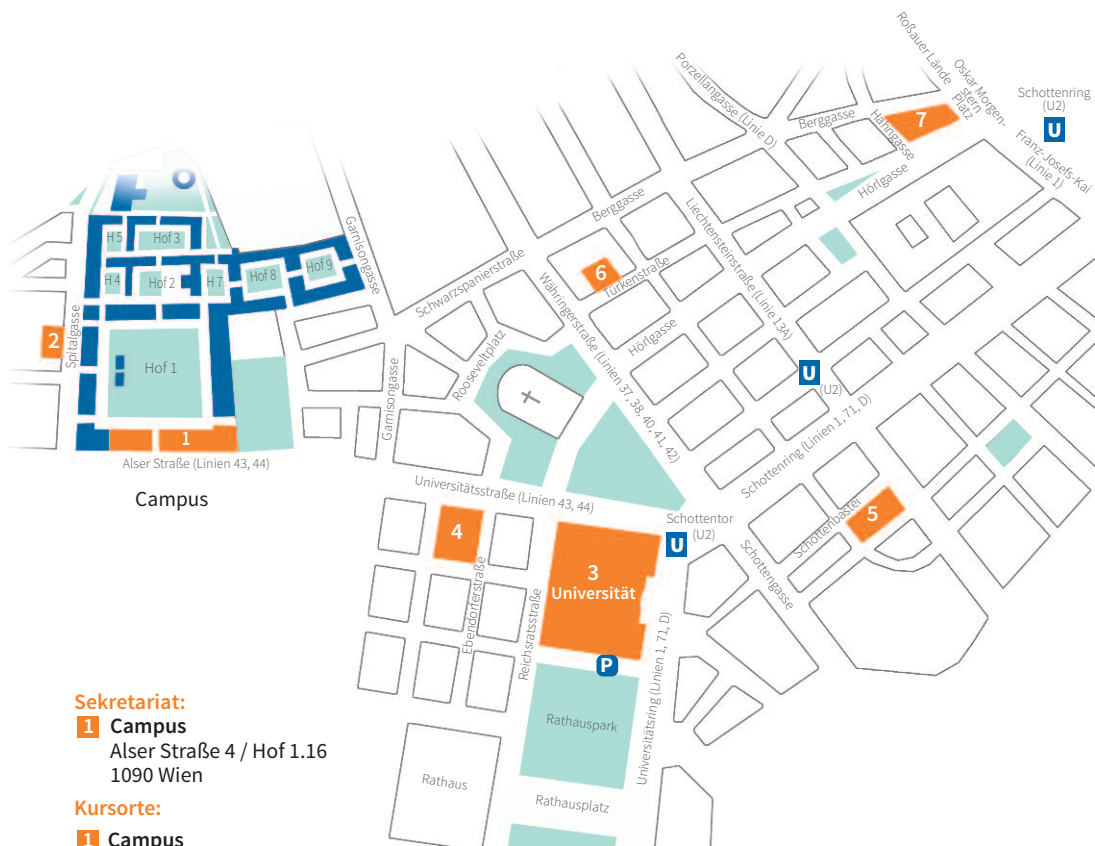 Roßauer Lände
Oskar Morgen-
stern
Platz
Schottenring
(U2)
U
Franz-Josefs-Kai
(Linie 1)
Porzellangasse (Linie D)
Berggasse
Hahngasse
7
Hörlgasse
Berggasse
Liechtensteinstraße (Linie 13A)
6
Türkenstraße
Garnisongasse
H 5
Hof 3
H 4
Hof 2
H 7
Hof 8
Hof 9
Schwarzspanierstraße
Währingerstraße (Linien 37, 38, 40, 41, 42)
Hörlgasse
2
Spitalgasse
Hof 1
Rooseveltplatz
Garnisongasse
U
(U2)
1
Alser Straße (Linien 43, 44)
Campus
Universitätsstraße (Linien 43, 44)
Schottenring (Linien 1, 71, D)
Schottentor
(U2)
U
Schottenbastei
5
Schottengasse
4
Ebendorferstraße
Reichsratsstraße
3
Universität
P
Universitätsring (Linien 1, 71, D)
Rathauspark
Rathaus
Rathausplatz
Sekretariat:
1 Campus
Alser Straße 4 / Hof 1.16
1090 Wien
Kursorte:
1 Campus